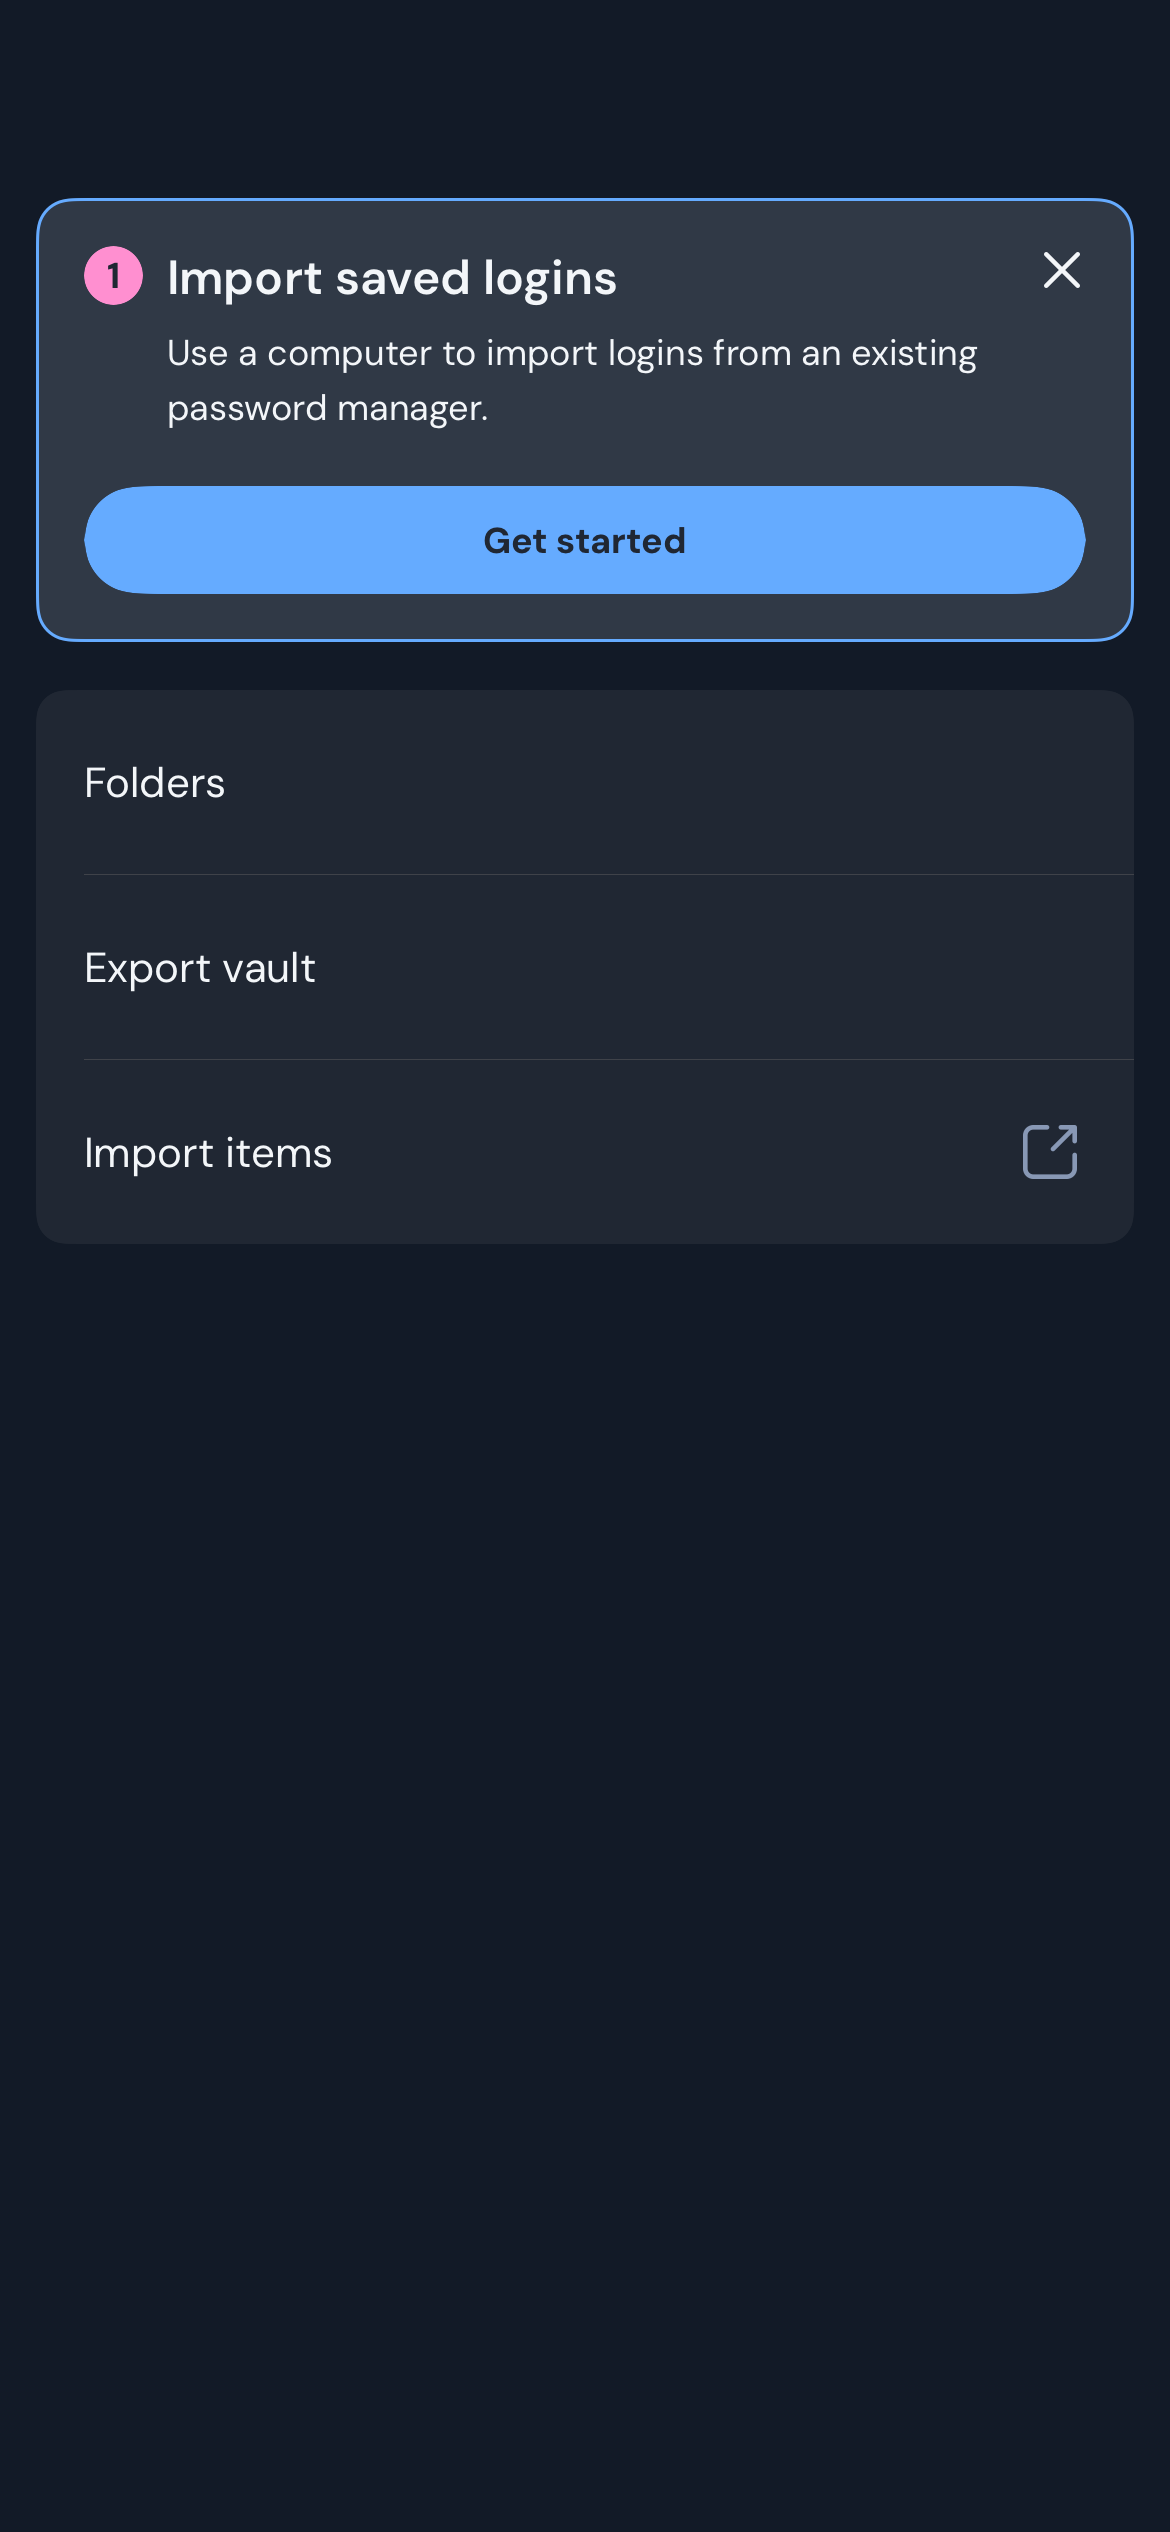 1 Import saved logins
Use a computer to import logins from an existing
password manager.
Get started
Folders
Export vault
Import items